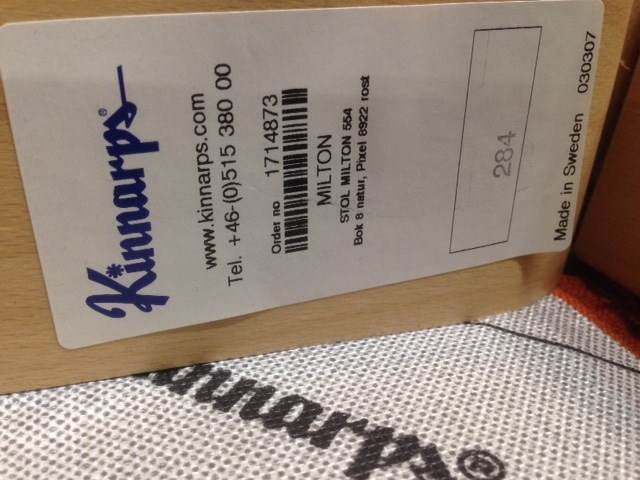 Kinnarps®
www.kinnarps.com
Tel. +46-(0)515 380 00
Order no 1714873
MILTON
STOL MILTON 554
Bok 8 natur, Pixel 8922 rost
284
Made in Sweden 030307
Kinnarps®